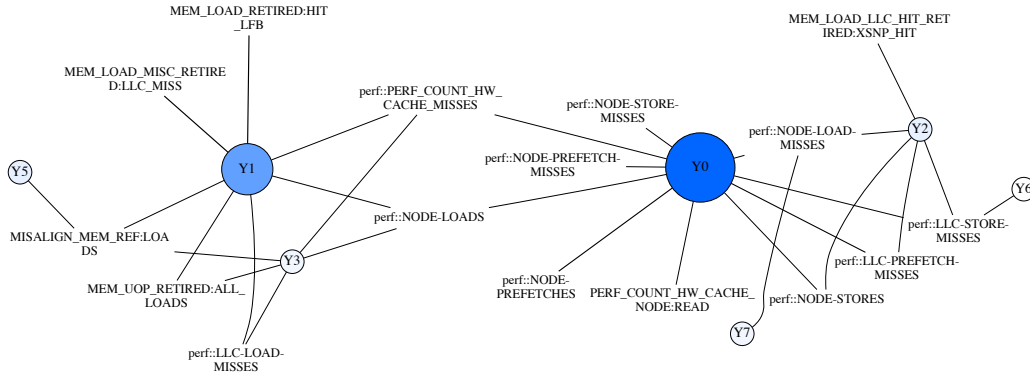 MEM_LOAD_RETIRED:HIT
_LFB
MEM_LOAD_LLC_HIT_RET
IRED:XSNP_HIT
MEM_LOAD_MISC_RETIRE
D:LLC_MISS
perf::PERF_COUNT_HW_
CACHE_MISSES
perf::NODE-STORE-
MISSES
Y2
perf::NODE-LOAD-
MISSES
perf::NODE-PREFETCH-
MISSES
Y5
Y1
Y0
Y6
perf::NODE-LOADS
perf::LLC-STORE-
MISSES
MISALIGN_MEM_REF:LOA
DS
Y3
perf::LLC-PREFETCH-
MISSES
MEM_UOP_RETIRED:ALL_
LOADS
perf::NODE-
PREFETCHES
PERF_COUNT_HW_CACHE_
NODE:READ
perf::NODE-STORES
Y7
perf::LLC-LOAD-
MISSES